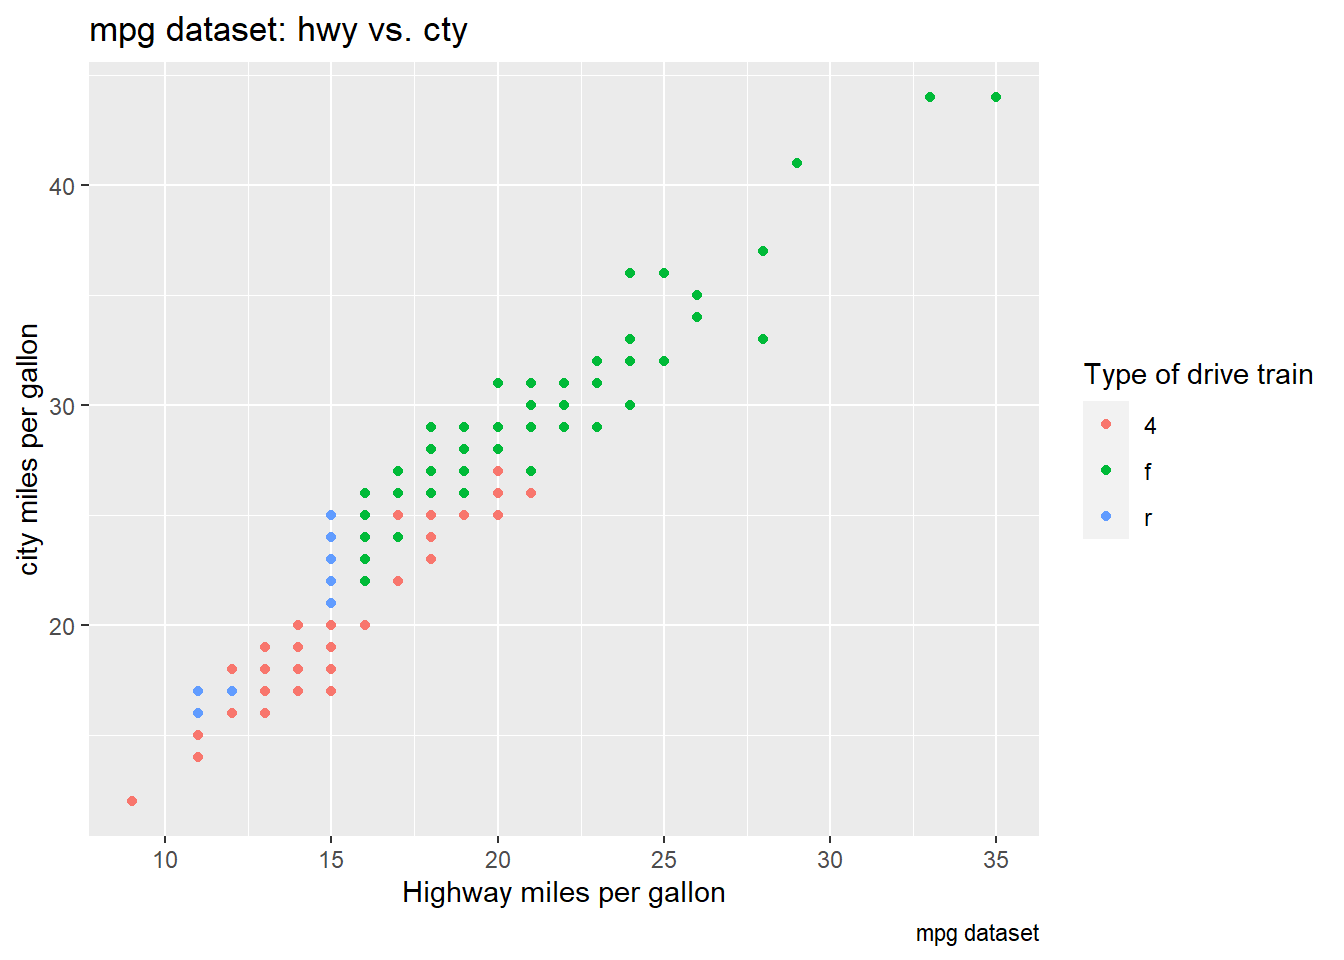 mpg dataset: hwy vs. cty
city miles per gallon
40
30
20
10 15 20 25 30 35
Highway miles per gallon
mpg dataset
Type of drive train
4
f
r